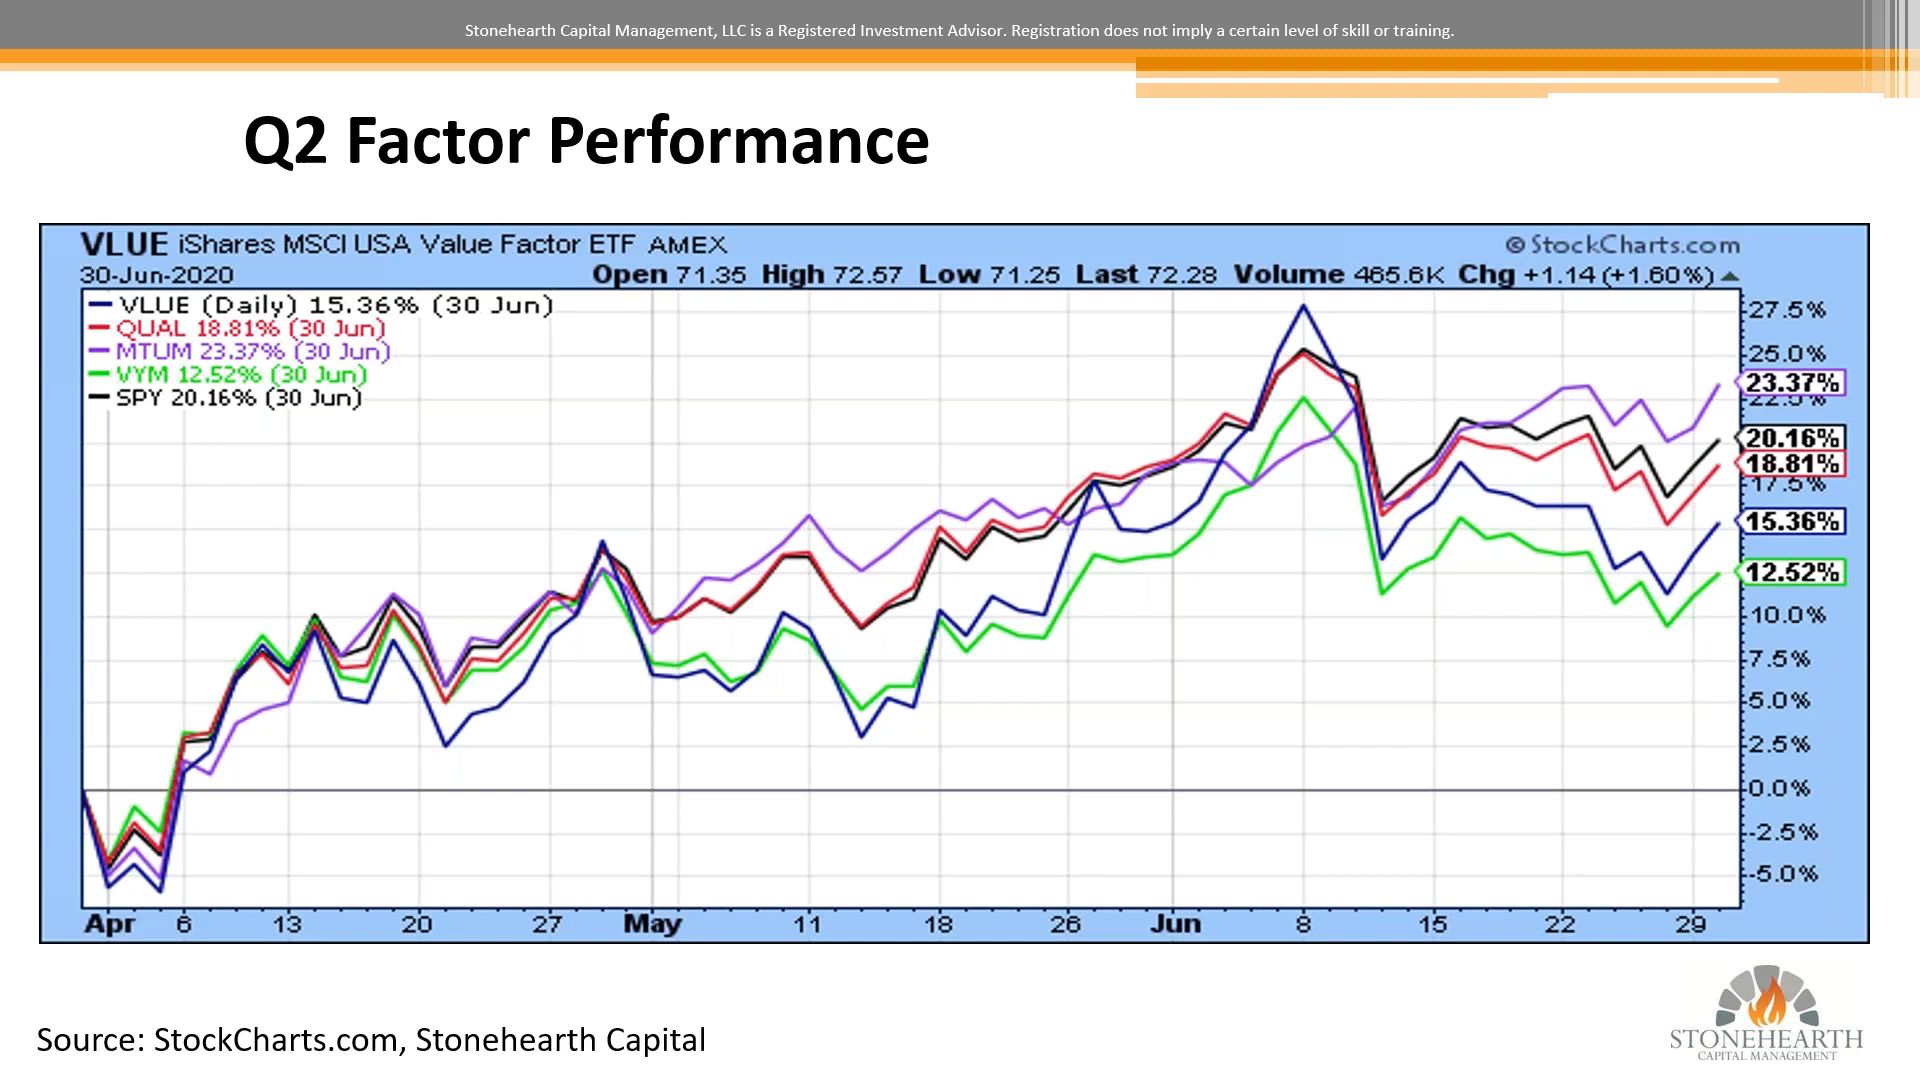 Stonehearth Capital Management, LLC is a Registered Investment Advisor. Registration does not imply a certain level of skill or training.
Q2 Factor Performance
VLUE iShares MSCI USA Value Factor ETF AMEX
© StockCharts.com
30-Jun-2020
Open 71.35 High 72.57 Low 71.25 Last 72.28 Volume 465.6K Chg +1.14 (+1.60%)
VLUE (Daily) 15.36% (30 Jun)
QUAL 18.81% (30 Jun)
MTUM 23.37% (30 Jun)
VYM 12.52% (30 Jun)
SPY 20.16% (30 Jun)
27.5%
25.0%
23.37%
22.5%
20.16%
18.81%
17.5%
15.36%
12.52%
10.0%
7.5%
5.0%
2.5%
0.0%
-2.5%
-5.0%
Apr 6 13 20 27 May 11 18 26 Jun 8 15 22 29
Source: StockCharts.com, Stonehearth Capital
STONEHEARTH
CAPITAL MANAGEMENT